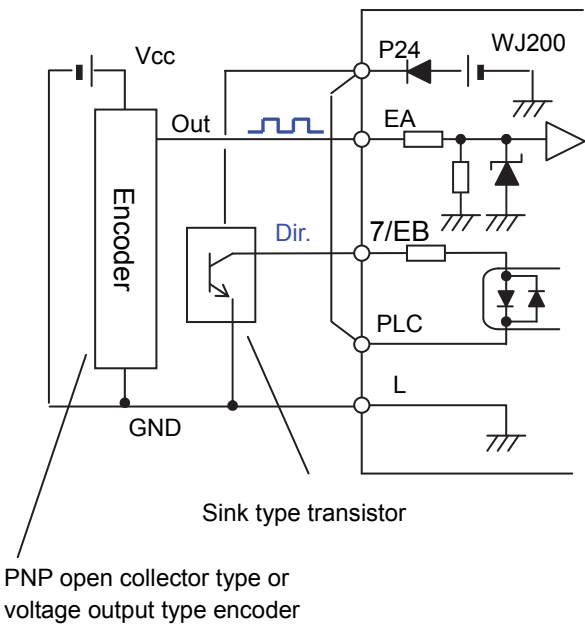 Vcc
P24
WJ200
Out
EA
Encoder
Dir.
7/EB
PLC
L
GND
Sink type transistor
PNP open collector type or
voltage output type encoder